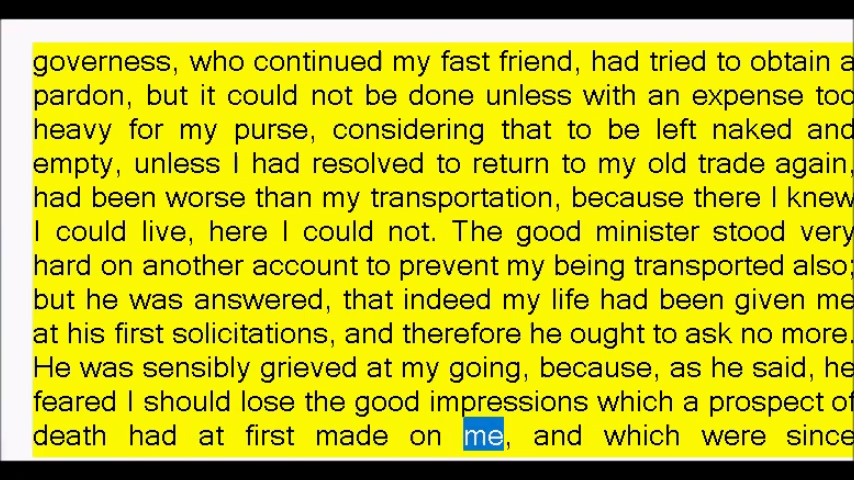 governess, who continued my fast friend, had tried to obtain a
pardon, but it could not be done unless with an expense too
heavy for my purse, considering that to be left naked and
empty, unless I had resolved to return to my old trade again,
had been worse than my transportation, because there I knew
I could live, here I could not. The good minister stood very
hard on another account to prevent my being transported also;
but he was answered, that indeed my life had been given me
at his first solicitations, and therefore he ought to ask no more.
He was sensibly grieved at my going, because, as he said, he
feared I should lose the good impressions which a prospect of
death had at first made on me, and which were since